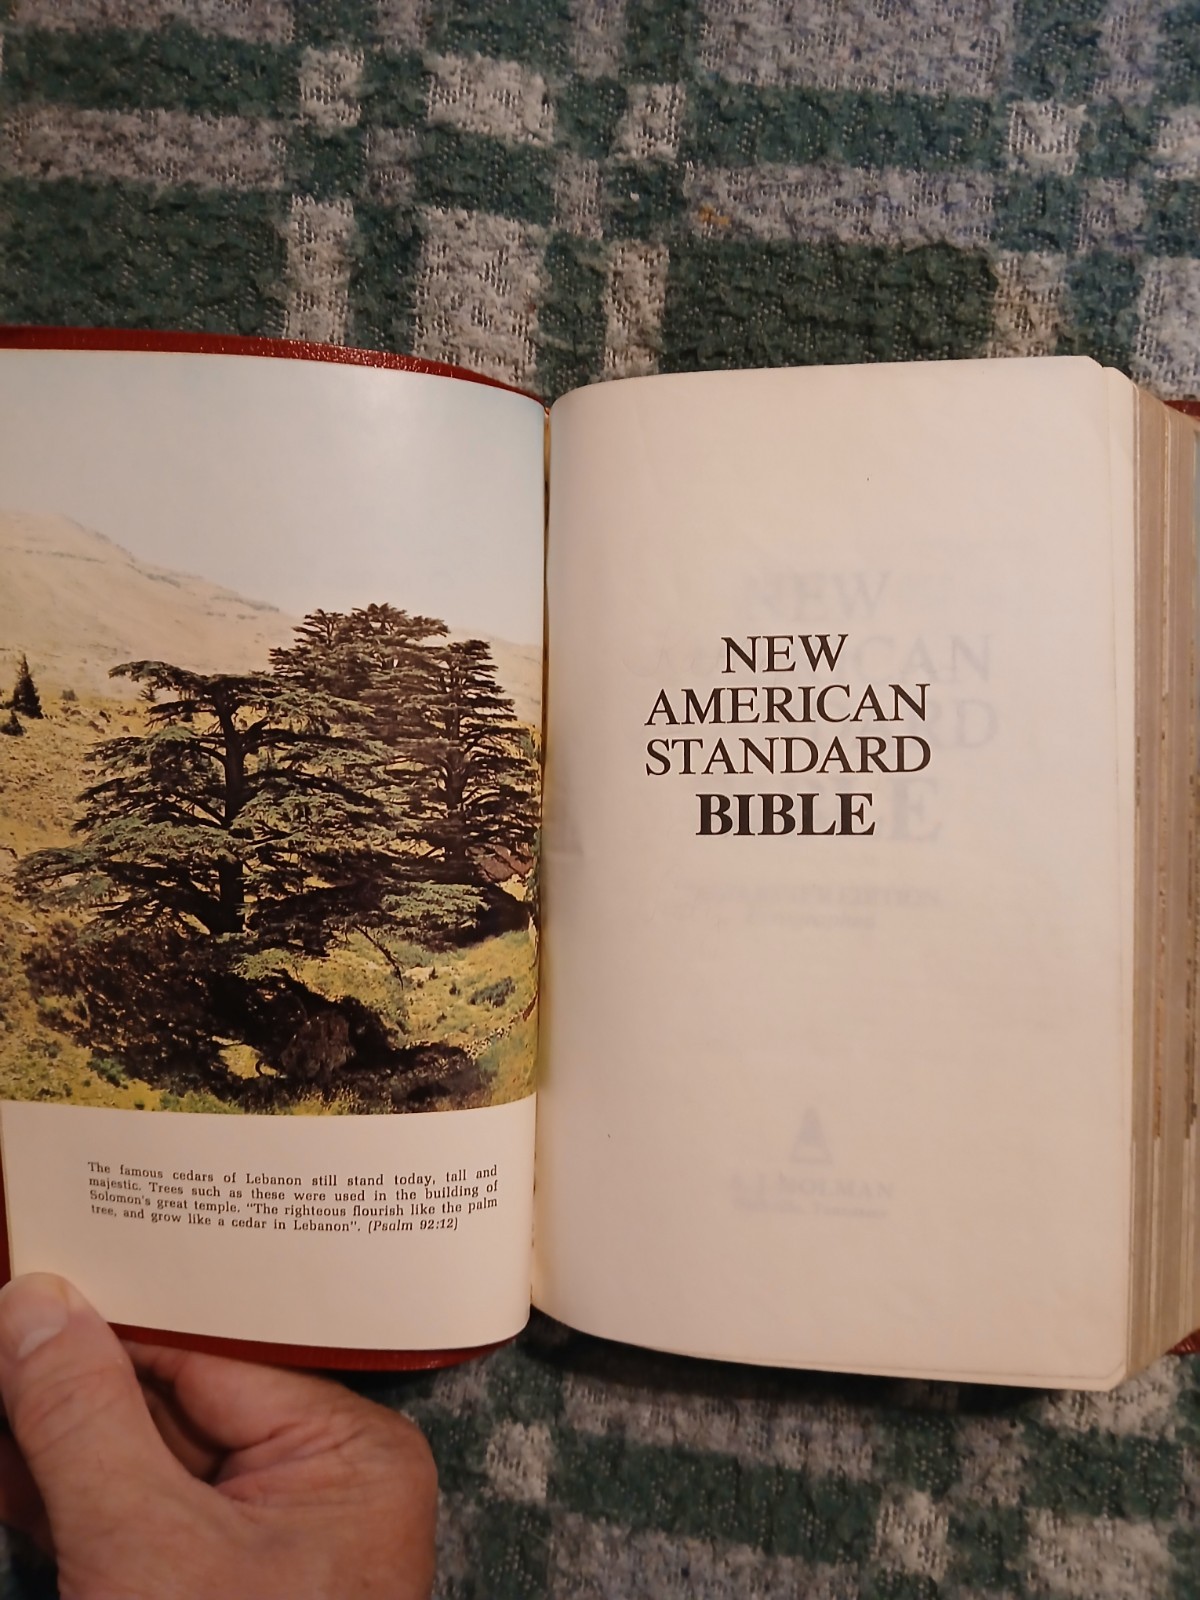 The famous cedars of Lebanon still stand today, tall and
majestic. Trees such as these were used in the building of
Solomon's great temple. "The righteous flourish like the palm
tree, and grow like a cedar in Lebanon". (Psalm 92:12)
NEW
AMERICAN
STANDARD
BIBLE